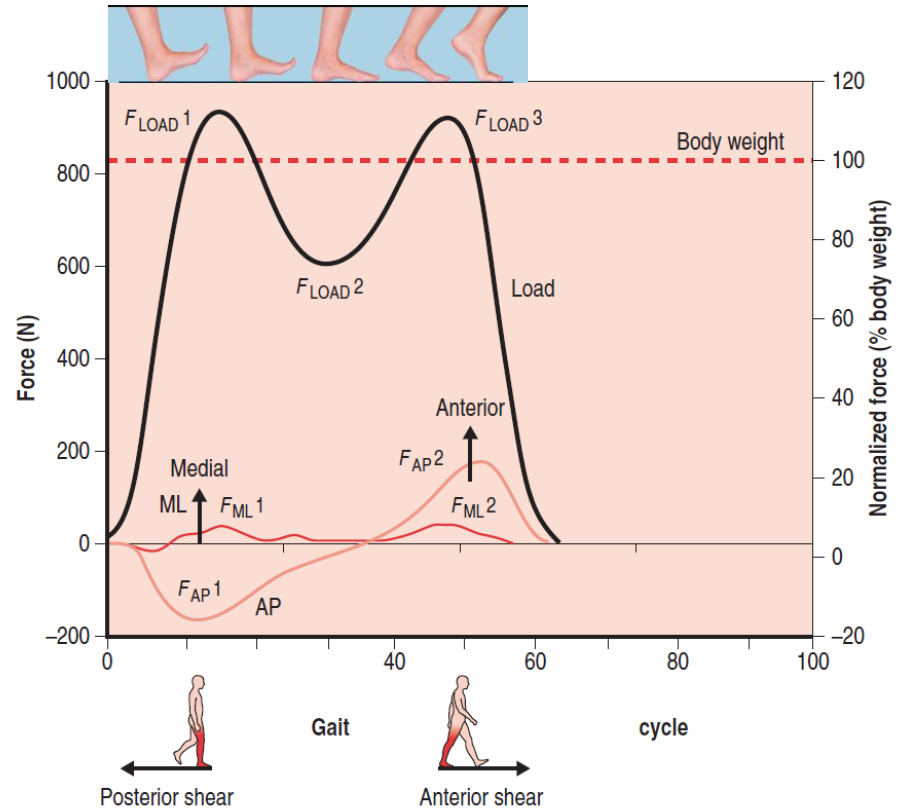 1000
800
600
400
200
0
–200
Force (N)
120
100
80
60
40
20
0
–20
Normalized force (% body weight)
F LOAD 1
F LOAD 3
Body weight
F LOAD 2
Load
Anterior
Medial
F AP 2
ML
F ML 1
F ML 2
F AP 1
AP
0
40
60
80
100
Gait cycle
Posterior shear
Anterior shear